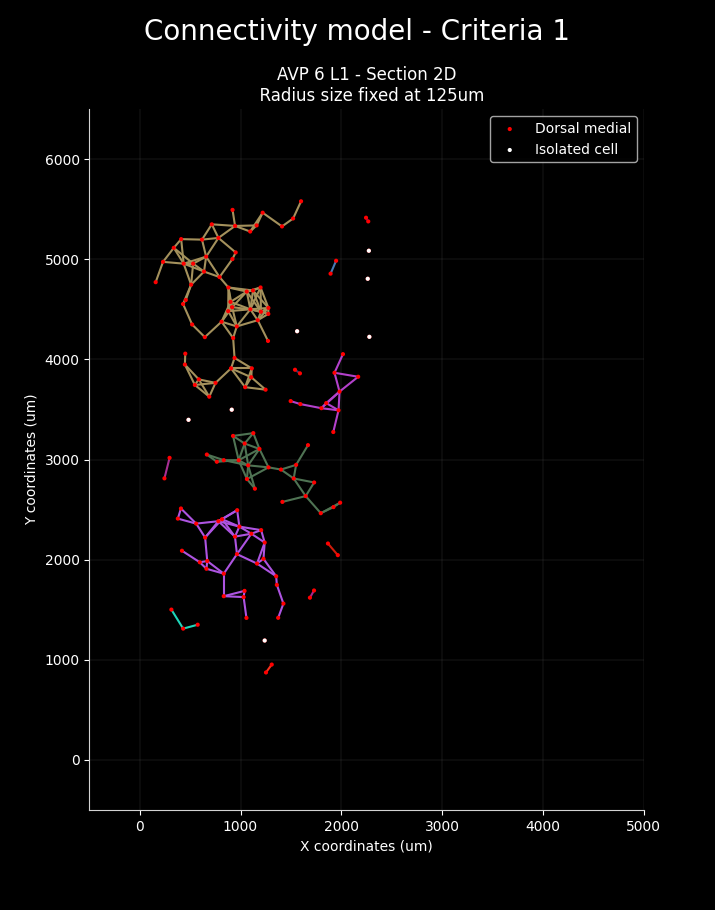 Connectivity model - Criteria 1
AVP 6 L1 - Section 2D
Radius size fixed at 125um
Dorsal medial
Isolated cell
6000
5000
4000
3000
2000
1000
0
Y coordinates (um)
0 1000 2000 3000 4000 5000
X coordinates (um)